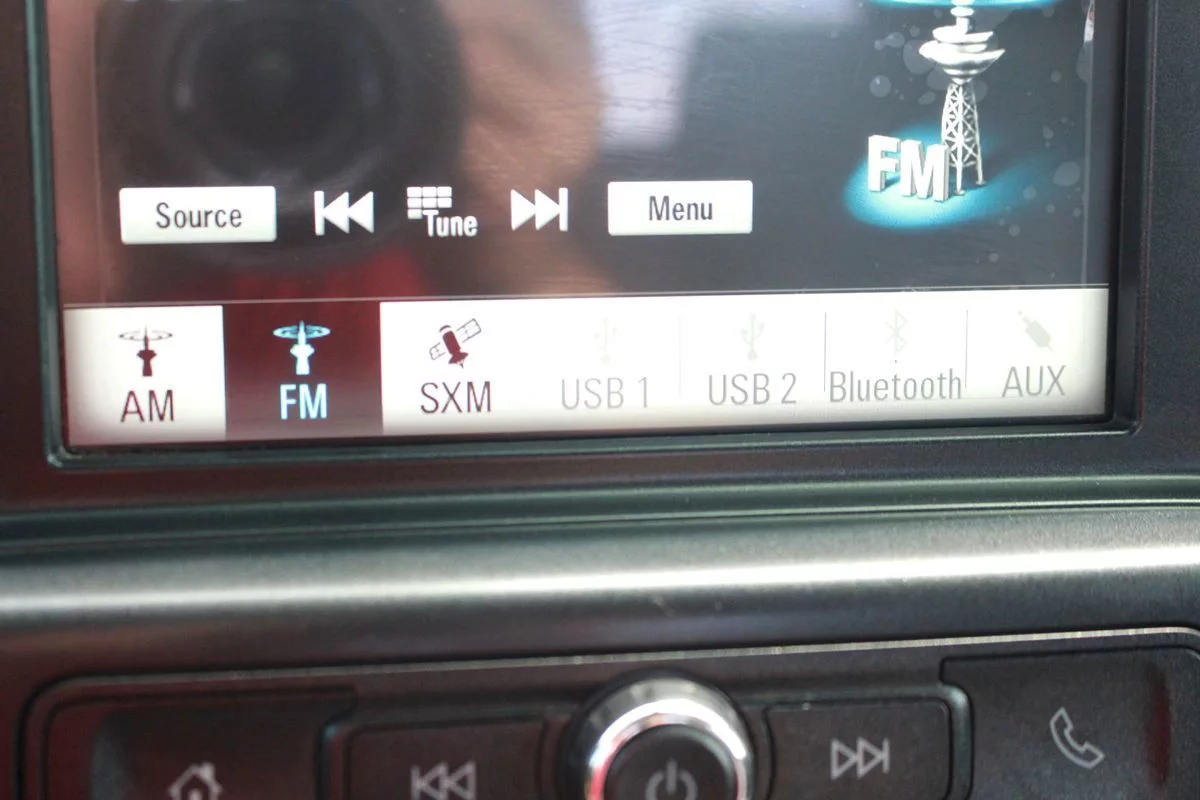 FM
Source
Tune
Menu
AM
FM
SXM
USB 1
USB 2
Bluetooth
AUX